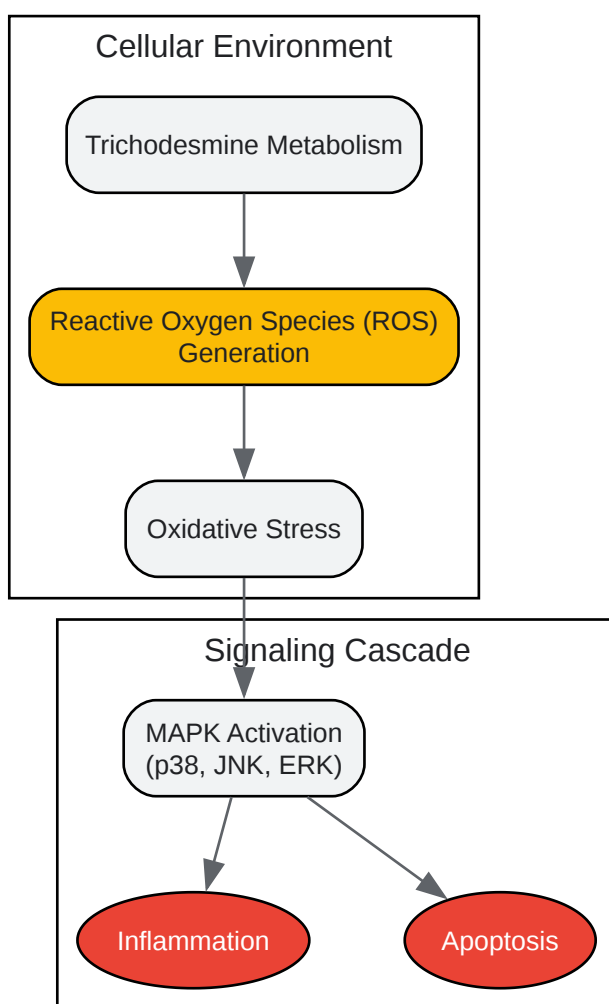 Cellular Environment
Trichodesmine Metabolism
Reactive Oxygen Species (ROS)
Generation
Oxidative Stress
Signaling Cascade
MAPK Activation
(p38, JNK, ERK)
Inflammation
Apoptosis